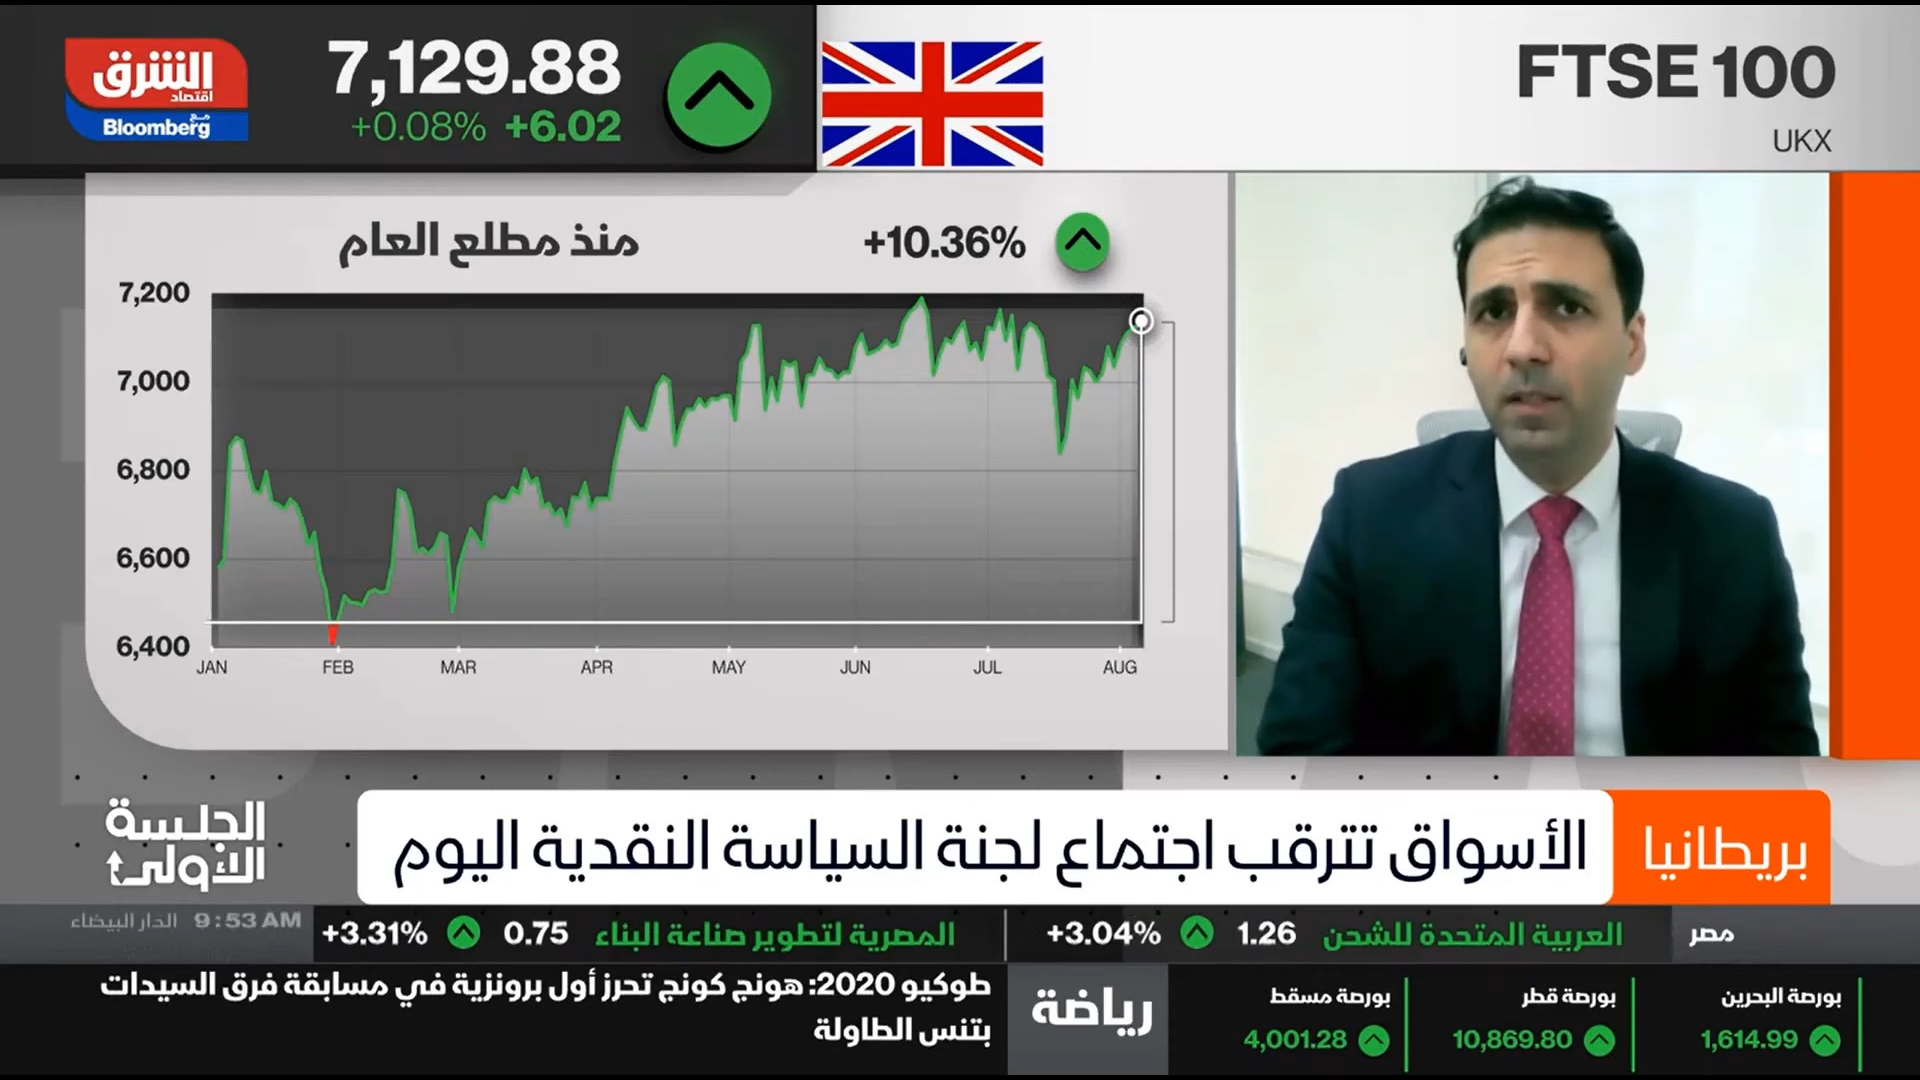 الشرق
اقتصاد
مع
Bloomberg
7,129.88
+0.08% +6.02
FTSE 100
UKX
منذ مطلع العام
+10.36%
7,200
7,000
6,800
6,600
6,400
JAN FEB MAR APR MAY JUN JUL AUG
الجلسة
الأولى
بريطانيا
الأسواق تترقب اجتماع لجنة السياسة النقدية اليوم
الدار البيضاء 9:53 AM
مصر
العربية المتحدة للشحن 1.26 +3.04%
المصرية لتطوير صناعة البناء 0.75 +3.31%
بورصة البحرين
1,614.99
بورصة قطر
10,869.80
بورصة مسقط
4,001.28
رياضة
طوكيو 2020: هونج كونج تحرز أول برونزية في مسابقة فرق السيدات
بتنس الطاولة